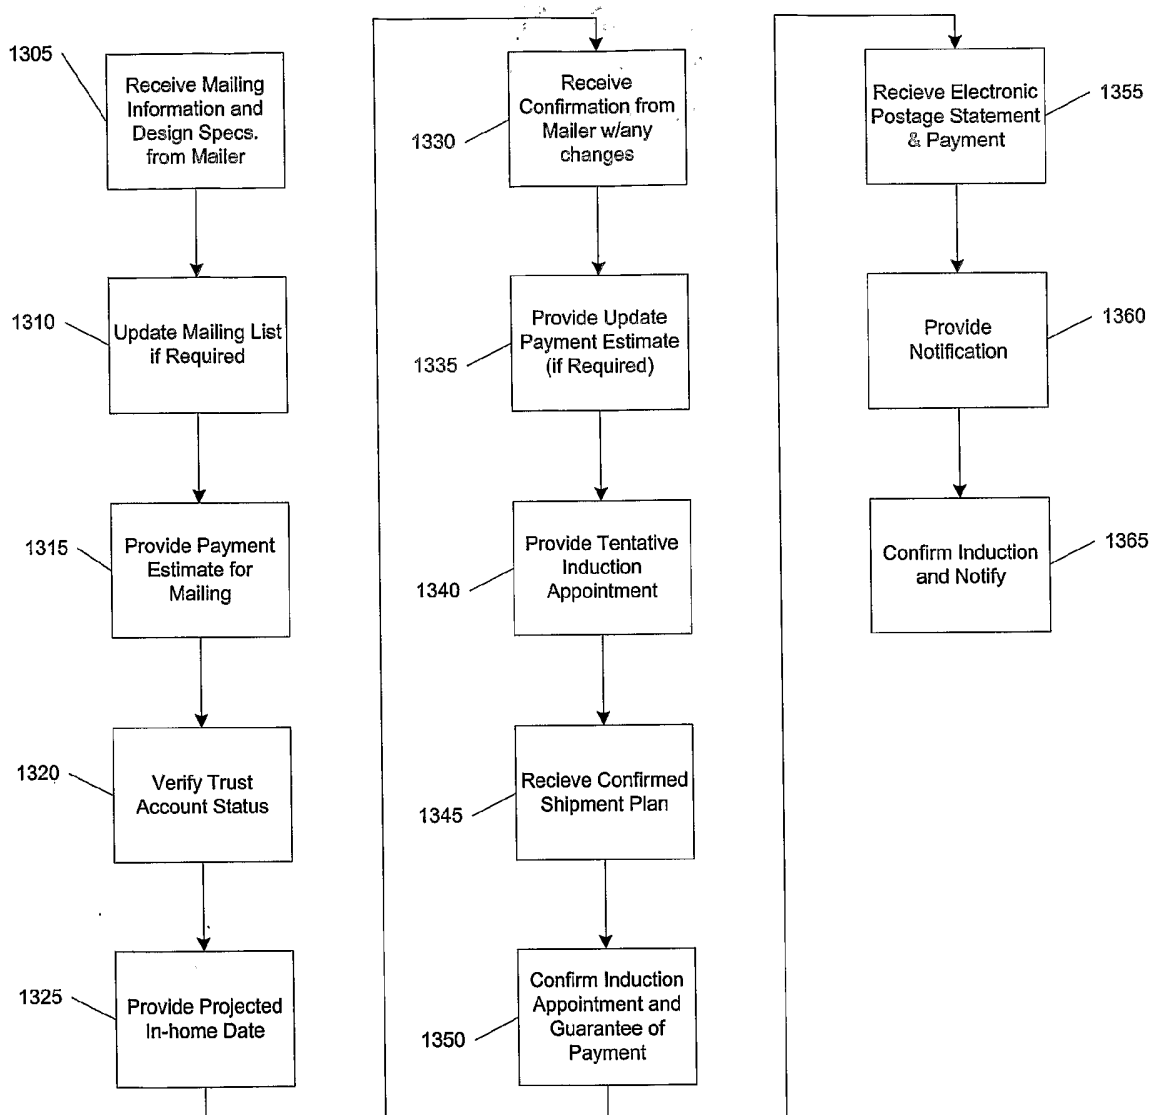 1305
Receive Mailing
Information and
Design Specs.
from Mailer
1310
Update Mailing List
if Required
1315
Provide Payment
Estimate for
Mailing
1320
Verify Trust
Account Status
1325
Provide Projected
In-home Date
1330
Receive
Confirmation from
Mailer w/any
changes
1335
Provide Update
Payment Estimate
(if Required)
1340
Provide Tentative
Induction
Appointment
1345
Recieve Confirmed
Shipment Plan
1350
Confirm Induction
Appointment and
Guarantee of
Payment
1355
Recieve Electronic
Postage Statement
& Payment
1360
Provide
Notification
1365
Confirm Induction
and Notify